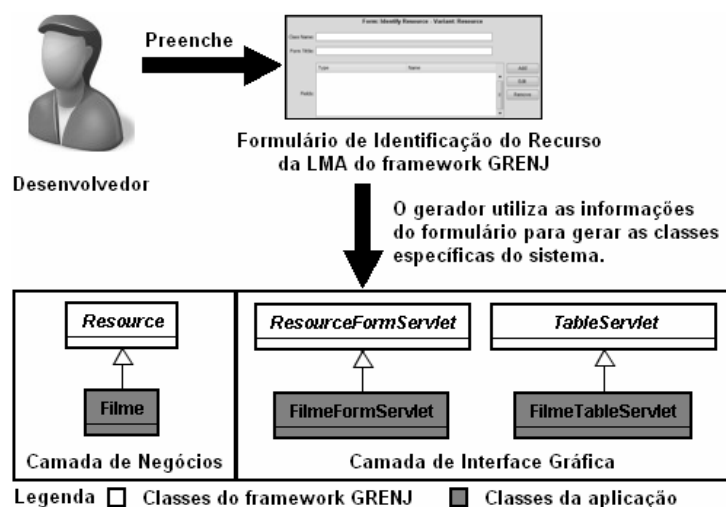 Form: Identify Resource - Variant: Resource
Preenche
Class Name:
Form Title:
Type Name
Add
Edit
Fields:
Remove
Formulário de Identificação do Recurso
da LMA do framework GRENJ
Desenvolvedor
O gerador utiliza as informações
do formulário para gerar as classes
específicas do sistema.
Resource
ResourceFormServlet
TableServlet
Filme
FilmeFormServlet
FilmeTableServlet
Camada de Negócios
Camada de Interface Gráfica
Legenda Classes do framework GRENJ Classes da aplicação